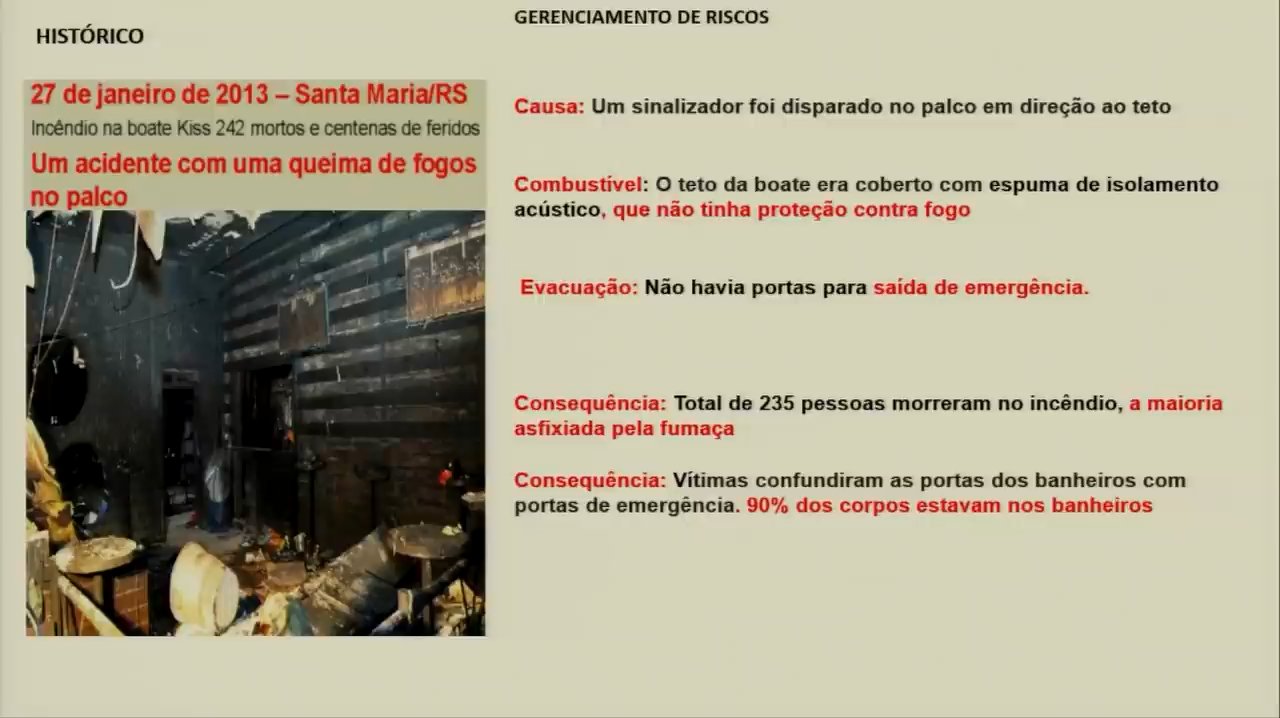 GERENCIAMENTO DE RISCOS
HISTÓRICO
27 de janeiro de 2013 – Santa Maria/RS
Incêndio na boate Kiss 242 mortos e centenas de feridos
Um acidente com uma queima de fogos
no palco
Causa: Um sinalizador foi disparado no palco em direção ao teto
Combustível: O teto da boate era coberto com espuma de isolamento
acústico, que não tinha proteção contra fogo
Evacuação: Não havia portas para saída de emergência.
Consequência: Total de 235 pessoas morreram no incêndio, a maioria
asfixiada pela fumaça
Consequência: Vítimas confundiram as portas dos banheiros com
portas de emergência. 90% dos corpos estavam nos banheiros